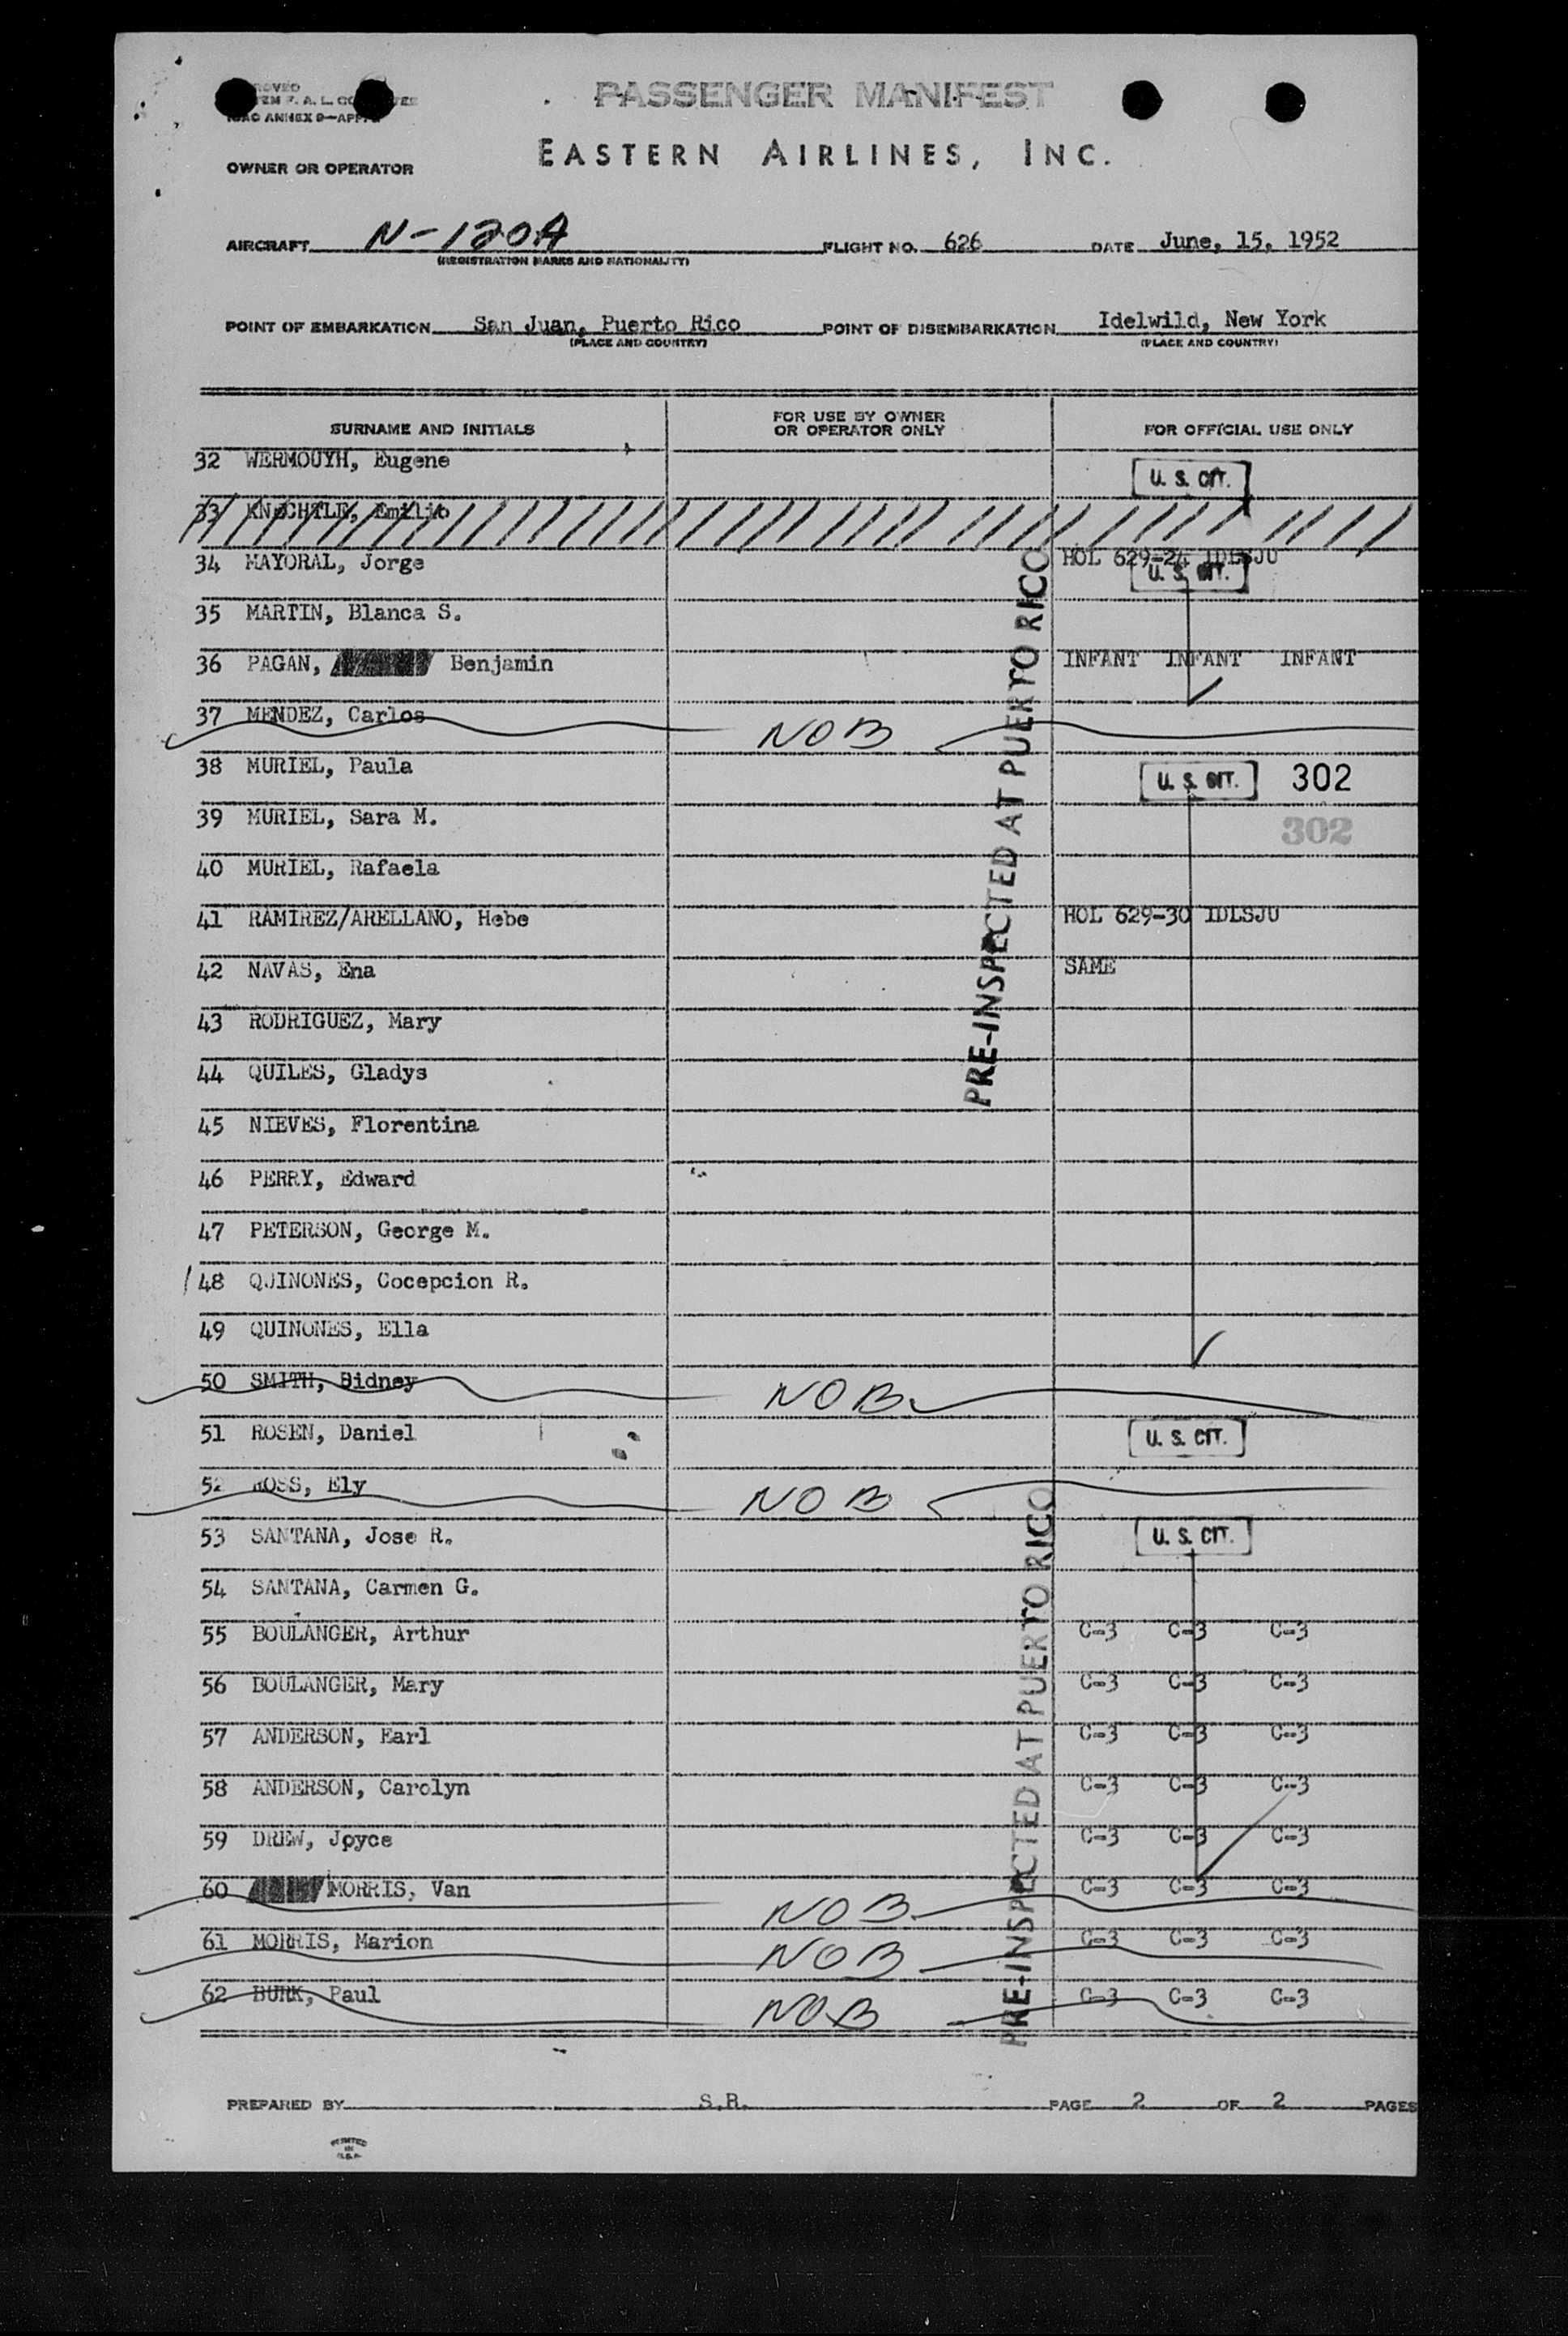 PASSENGER MANIFEST
EASTERN AIRLINES, INC.
OWNER OR OPERATOR
AIRCRAFT N-120A FLIGHT NO. 626 DATE June, 15, 1952
(REGISTRATION MARKS AND NATIONALITY)
POINT OF EMBARKATION San Juan, Puerto Rico POINT OF DISEMBARKATION Idelwild, New York
(PLACE AND COUNTRY) (PLACE AND COUNTRY)
SURNAME AND INITIALS FOR USE BY OWNER OR OPERATOR ONLY FOR OFFICIAL USE ONLY
32 WERMOUYH, Eugene U. S. CIT.
33 KNECHTLE, Emilio
34 MAYORAL, Jorge HOL 629-24 IDLSJU U. S. CIT.
35 MARTIN, Blanca S.
36 PAGAN, Benjamin INFANT INFANT INFANT
37 MENDEZ, Carlos NOB
38 MURIEL, Paula U. S. CIT. 302
39 MURIEL, Sara M. 302
40 MURIEL, Rafaela
41 RAMIREZ/ARELLANO, Hebe HOL 629-30 IDLSJU
42 NAVAS, Ena SAME
43 RODRIGUEZ, Mary
44 QUILES, Gladys
45 NIEVES, Florentina
46 PERRY, Edward
47 PETERSON, George M.
48 QUINONES, Cocepcion R.
49 QUINONES, Ella
50 SMITH, Sidney NOB
51 ROSEN, Daniel U. S. CIT.
52 ROSS, Ely NOB
53 SANTANA, Jose R. U. S. CIT.
54 SANTANA, Carmen G.
55 BOULANGER, Arthur C-3 C-3 C-3
56 BOULANGER, Mary C-3 C-3 C-3
57 ANDERSON, Earl C-3 C-3 C-3
58 ANDERSON, Carolyn C-3 C-3 C-3
59 DREW, Joyce C-3 C-3 C-3
60 MORRIS, Van NOB C-3 C-3 C-3
61 MORRIS, Marion NOB C-3 C-3 C-3
62 BURK, Paul NOB C-3 C-3 C-3
PRE-INSPECTED AT PUERTO RICO
PRE-INSPECTED AT PUERTO RICO
PREPARED BY S.R. PAGE 2 OF 2 PAGES
PRINTED
IN
U.S.A.